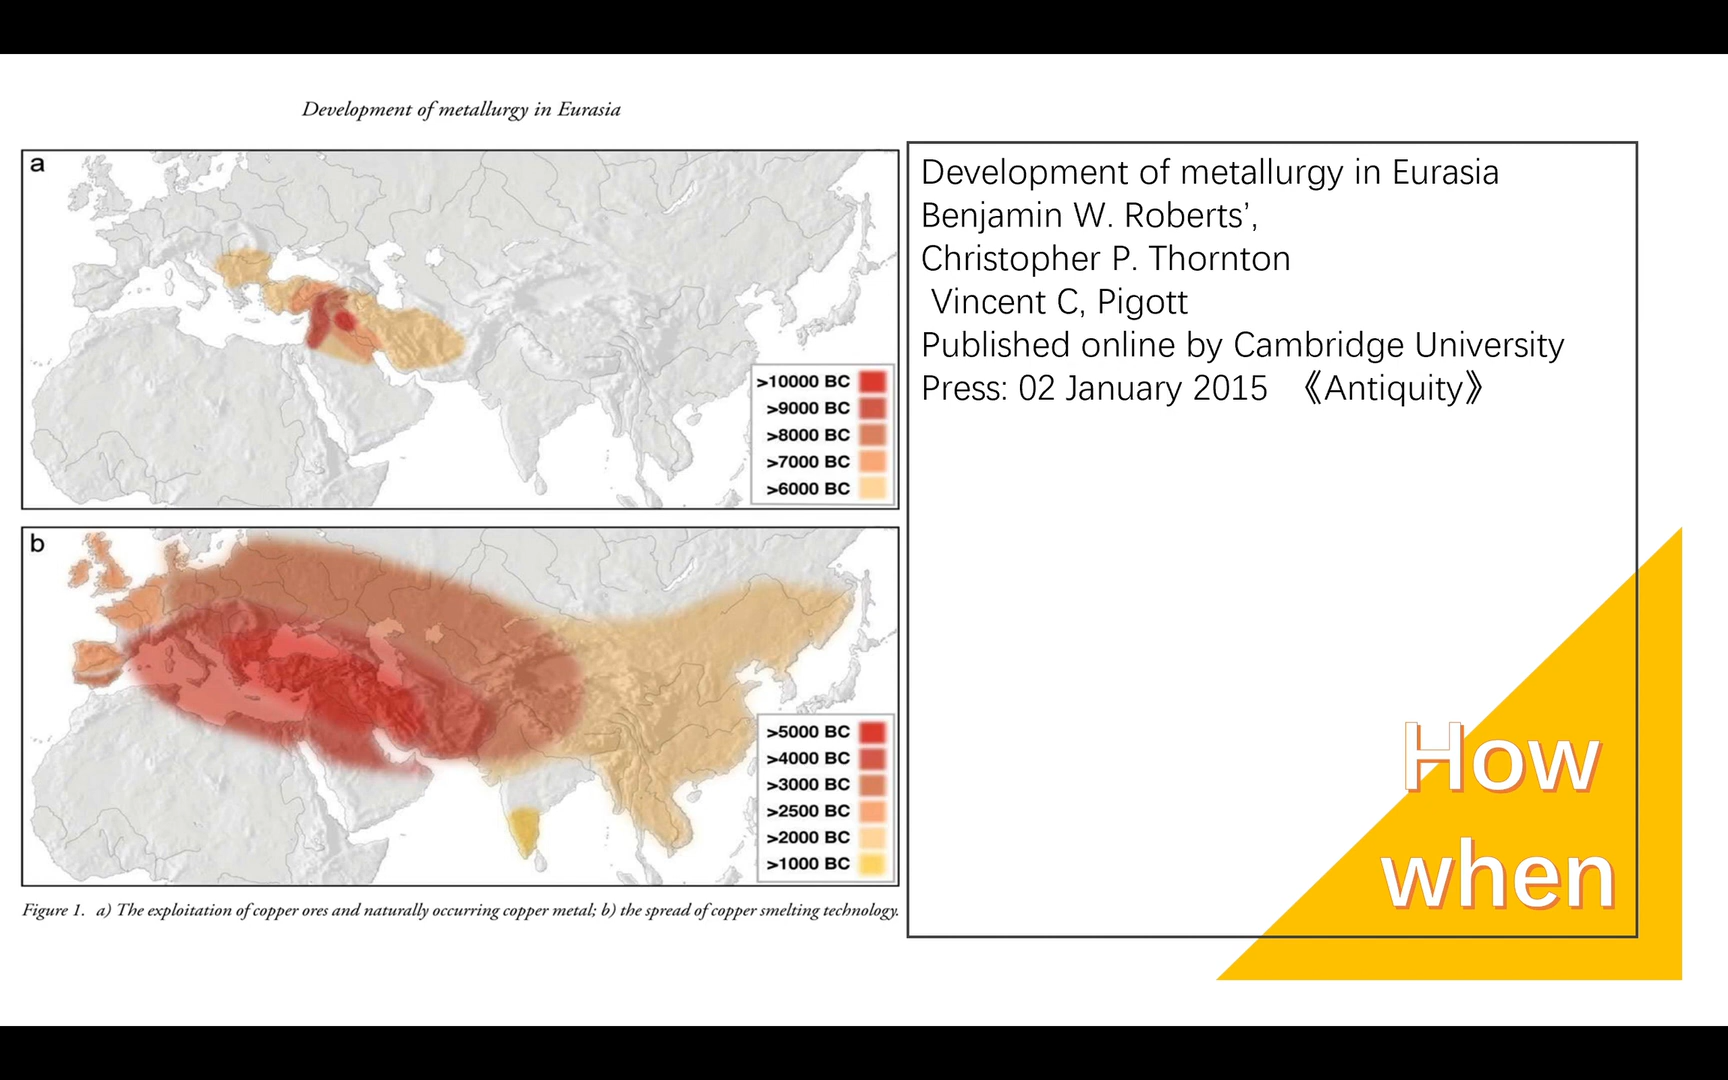 Development of metallurgy in Eurasia
a
>10000 BC
>9000 BC
>8000 BC
>7000 BC
>6000 BC
b
>5000 BC
>4000 BC
>3000 BC
>2500 BC
>2000 BC
>1000 BC
Figure 1. a) The exploitation of copper ores and naturally occurring copper metal; b) the spread of copper smelting technology.
Development of metallurgy in Eurasia
Benjamin W. Roberts’,
Christopher P. Thornton
Vincent C, Pigott
Published online by Cambridge University
Press: 02 January 2015 《Antiquity》
How
when